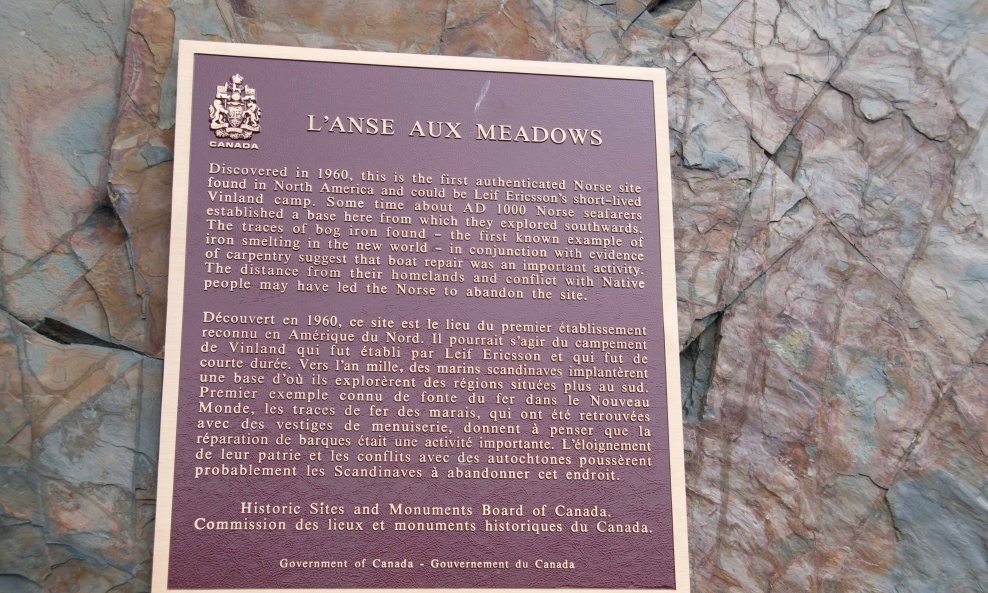 CANADA
L'ANSE AUX MEADOWS
Discovered in 1960, this is the first authenticated Norse site
found in North America and could be Leif Ericsson's short-lived
Vinland camp. Some time about AD 1000 Norse seafarers
established a base here from which they explored southwards.
The traces of bog iron found - the first known example of
iron smelting in the new world - in conjunction with evidence
of carpentry suggest that boat repair was an important activity.
The distance from their homelands and conflict with Native
people may have led the Norse to abandon the site.
Découvert en 1960, ce site est le lieu du premier établissement
reconnu en Amérique du Nord. Il pourrait s'agir du campement
de Vinland qui fut établi par Leif Ericsson et qui fut de
courte durée. Vers l'an mille, des marins scandinaves implantèrent
une base d'où ils explorèrent des régions situées plus au sud.
Premier exemple connu de fonte du fer dans le Nouveau
Monde, les traces de fer des marais, qui ont été retrouvées
avec des vestiges de menuiserie, donnent à penser que la
réparation de barques était une activité importante. L'éloignement
de leur patrie et les conflits avec des autochtones poussèrent
probablement les Scandinaves à abandonner cet endroit.
Historic Sites and Monuments Board of Canada.
Commission des lieux et monuments historiques du Canada.
Government of Canada - Gouvernement du Canada